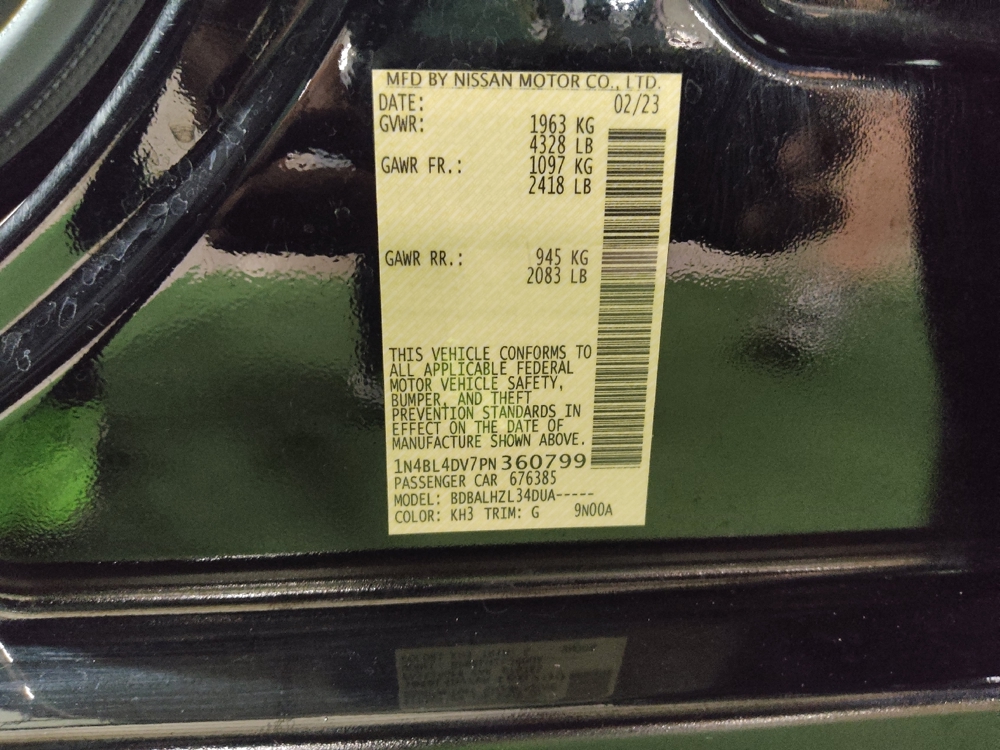 MFD BY NISSAN MOTOR CO., LTD.
DATE: 02/23
GVWR: 1963 KG
4328 LB
GAWR FR.: 1097 KG
2418 LB
GAWR RR.: 945 KG
2083 LB
THIS VEHICLE CONFORMS TO
ALL APPLICABLE FEDERAL
MOTOR VEHICLE SAFETY,
BUMPER, AND THEFT
PREVENTION STANDARDS IN
EFFECT ON THE DATE OF
MANUFACTURE SHOWN ABOVE.
1N4BL4DV7PN360799
PASSENGER CAR 676385
MODEL: BDBALHZL34DUA-----
COLOR: KH3 TRIM: G 9N00A